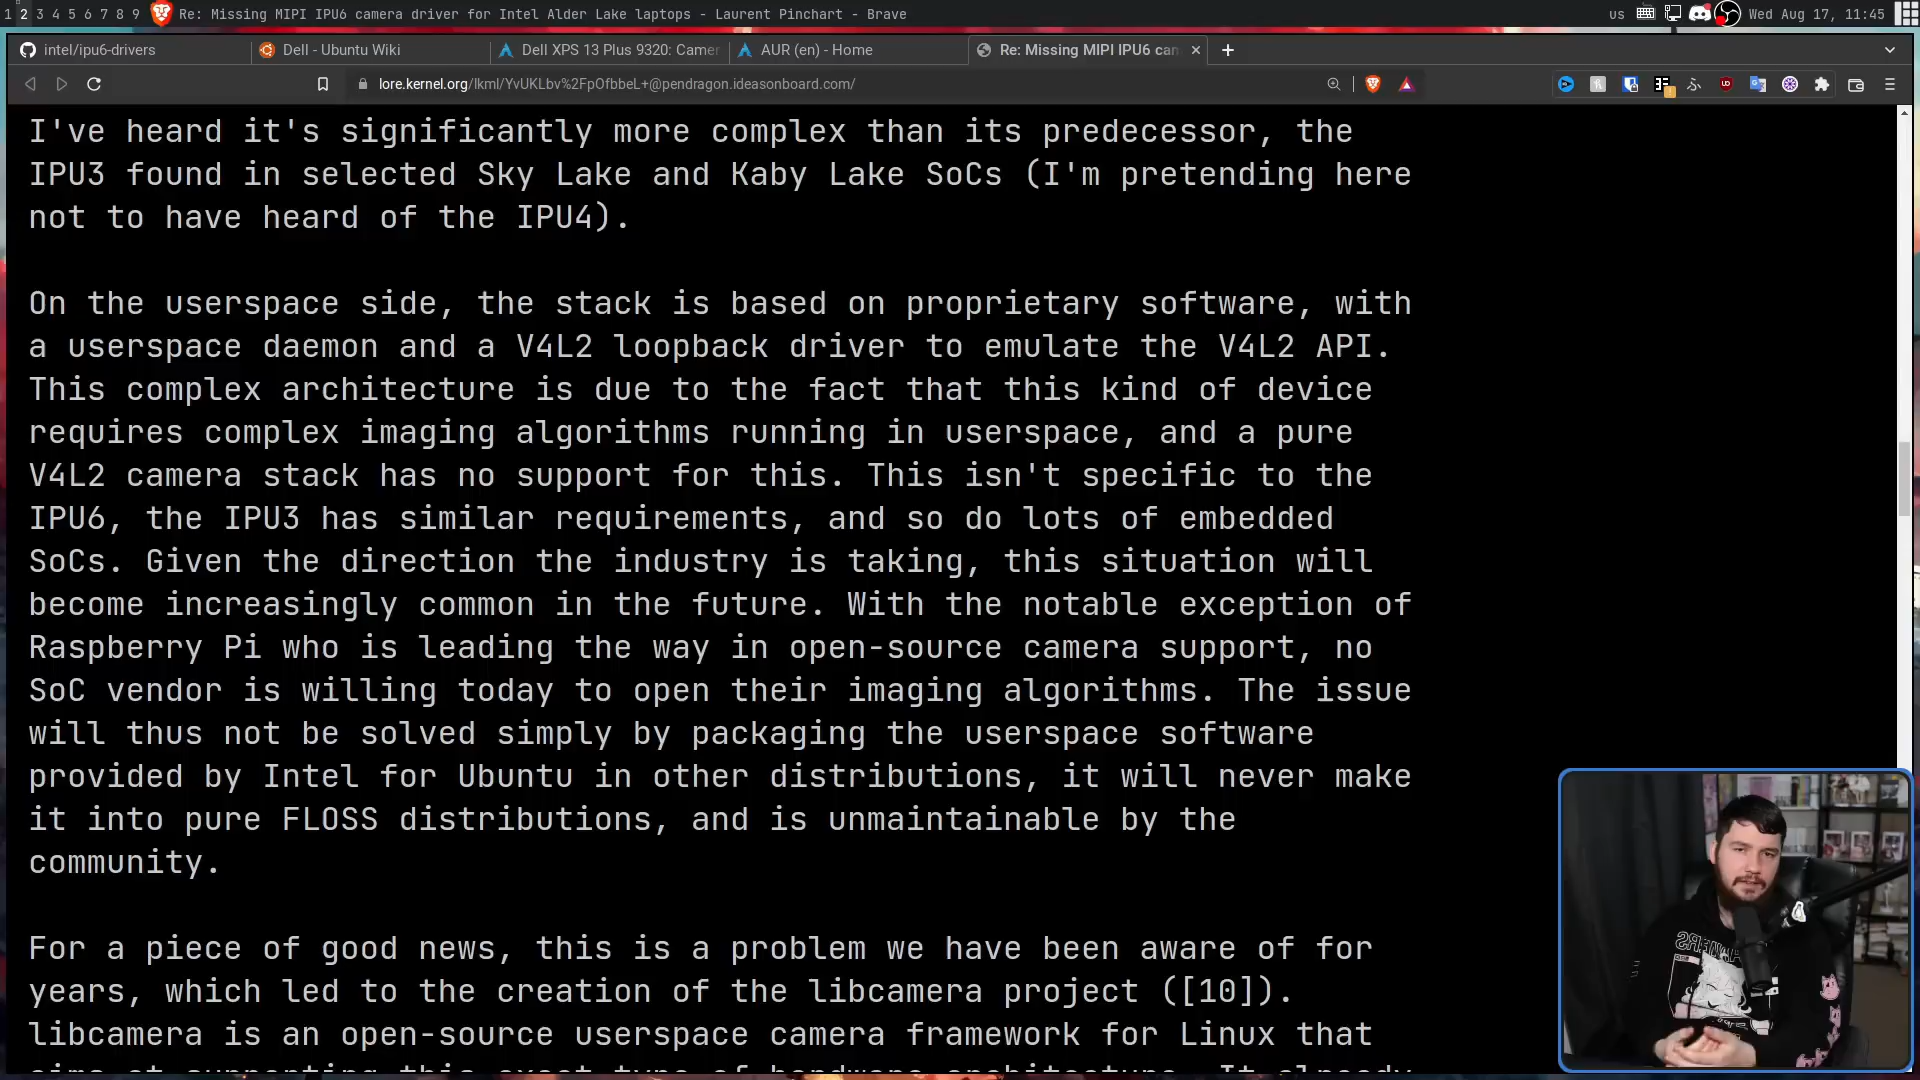 1 2 3 4 5 6 7 8 9 Re: Missing MIPI IPU6 camera driver for Intel Alder Lake laptops - Laurent Pinchart - Brave us Wed Aug 17, 11:45
intel/ipu6-drivers Dell - Ubuntu Wiki Dell XPS 13 Plus 9320: Camer AUR (en) - Home Re: Missing MIPI IPU6 can
lore.kernel.org/lkml/YvUKLbv%2FpOfbbeL+@pendragon.ideasonboard.com/
I've heard it's significantly more complex than its predecessor, the
IPU3 found in selected Sky Lake and Kaby Lake SoCs (I'm pretending here
not to have heard of the IPU4).
On the userspace side, the stack is based on proprietary software, with
a userspace daemon and a V4L2 loopback driver to emulate the V4L2 API.
This complex architecture is due to the fact that this kind of device
requires complex imaging algorithms running in userspace, and a pure
V4L2 camera stack has no support for this. This isn't specific to the
IPU6, the IPU3 has similar requirements, and so do lots of embedded
SoCs. Given the direction the industry is taking, this situation will
become increasingly common in the future. With the notable exception of
Raspberry Pi who is leading the way in open-source camera support, no
SoC vendor is willing today to open their imaging algorithms. The issue
will thus not be solved simply by packaging the userspace software
provided by Intel for Ubuntu in other distributions, it will never make
it into pure FLOSS distributions, and is unmaintainable by the
community.
For a piece of good news, this is a problem we have been aware of for
years, which led to the creation of the libcamera project ([10]).
libcamera is an open-source userspace camera framework for Linux that